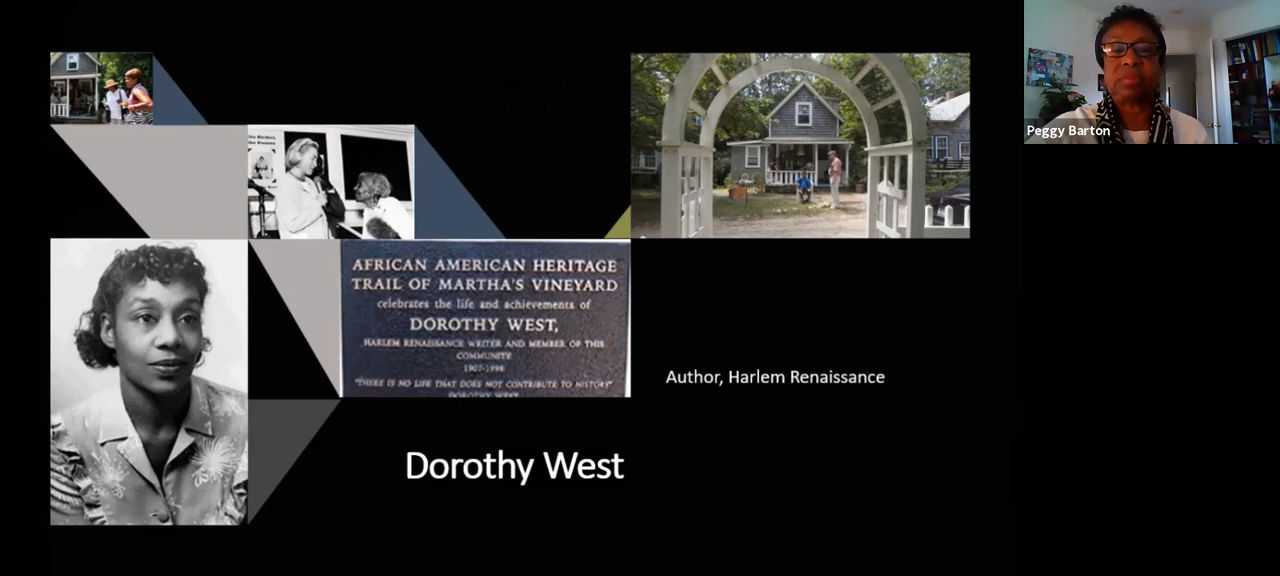 Peggy Barton
AFRICAN AMERICAN HERITAGE
TRAIL OF MARTHA'S VINEYARD
celebrates the life and achievements of
DOROTHY WEST,
HARLEM RENAISSANCE WRITER AND MEMBER OF THIS
COMMUNITY
1907-1998
"THERE IS NO LIFE THAT DOES NOT CONTRIBUTE TO HISTORY"
DOROTHY WEST
Author, Harlem Renaissance
Dorothy West